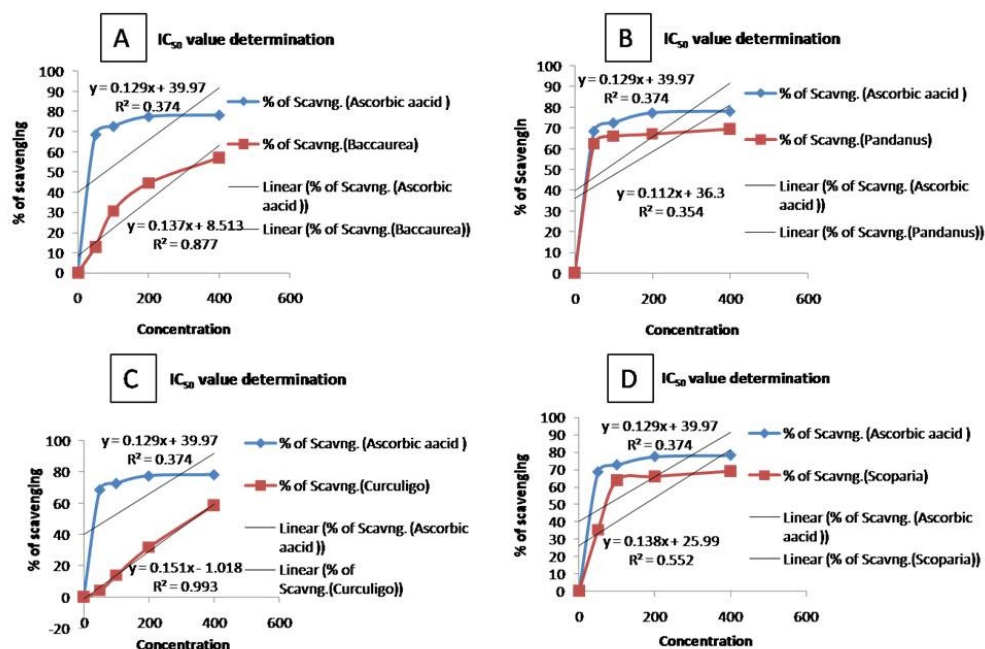 A
IC50 value determination
y = 0.129x + 39.97
R² = 0.374
% of Scavng. (Ascorbic aacid )
% of Scavng.(Baccaurea)
Linear (% of Scavng. (Ascorbic
aacid ))
Linear (% of Scavng.(Baccaurea))
y = 0.137x + 8.513
R² = 0.877
% of scavenging
90
80
70
60
50
40
30
20
10
0
0
200
400
600
Concentration
B
IC50 value determination
y = 0.129x + 39.97
R² = 0.374
% of Scavng. (Ascorbic aacid )
% of Scavng.(Pandanus)
Linear (% of Scavng. (Ascorbic
aacid ))
Linear (% of Scavng.(Pandanus))
y = 0.112x + 36.3
R² = 0.354
% of Scavengin
100
90
80
70
60
50
40
30
20
10
0
0
200
400
600
Concentration
C
IC50 value determination
y = 0.129x + 39.97
R² = 0.374
% of Scavng. (Ascorbic aacid )
% of Scavng.(Curculigo)
Linear (% of Scavng. (Ascorbic
aacid ))
Linear (% of
Scavng.(Curculigo))
y = 0.151x - 1.018
R² = 0.993
% of scavenging
100
80
60
40
20
0
-20
0
200
400
600
Concentration
D
IC50 value determination
y = 0.129x + 39.97
R² = 0.374
% of Scavng. (Ascorbic aacid )
% of Scavng.(Scoparia)
Linear (% of Scavng. (Ascorbic
aacid ))
Linear (% of Scavng.(Scoparia))
y = 0.138x + 25.99
R² = 0.552
% of scavenging
100
90
80
70
60
50
40
30
20
10
0
0
200
400
600
Concentration